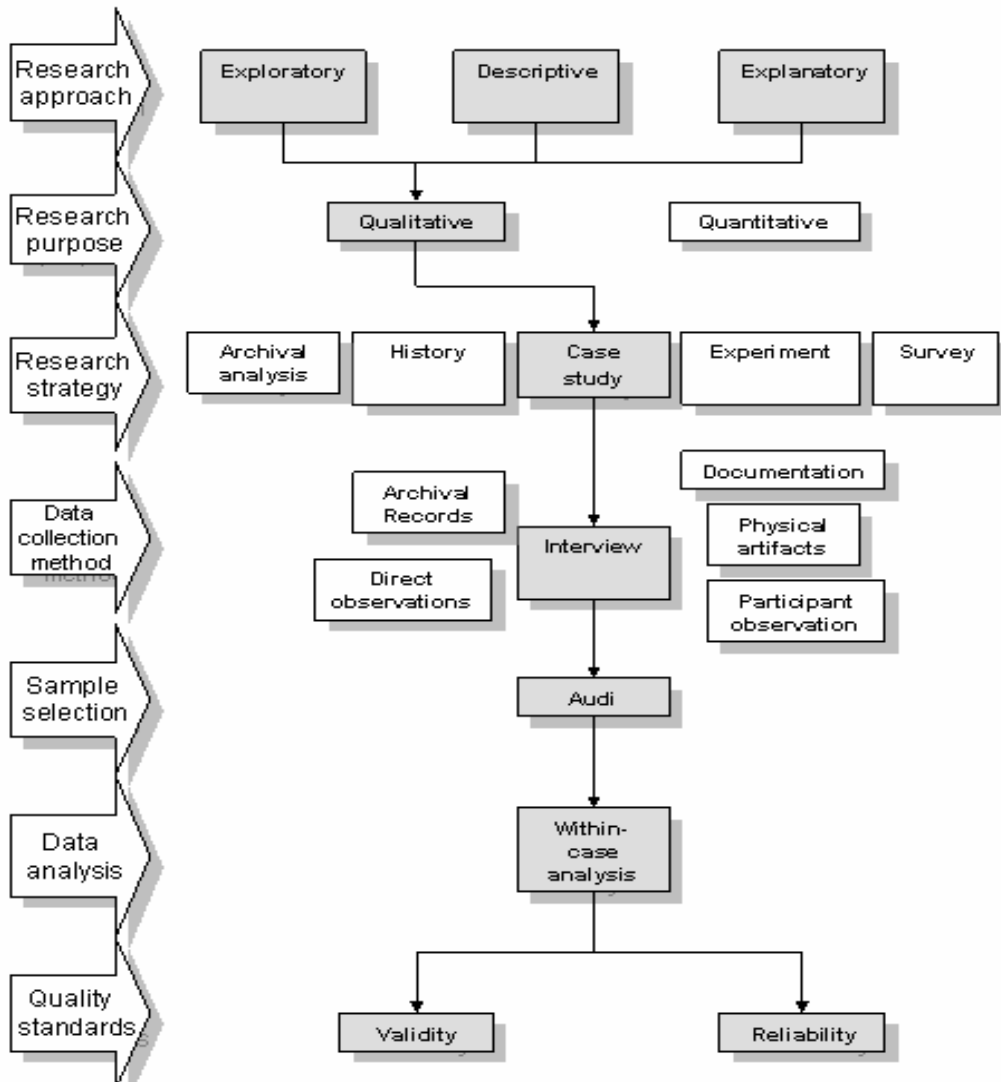 Research
approach
Exploratory
Descriptive
Explanatory
Research
purpose
Qualitative
Quantitative
Research
strategy
Archival
analysis
History
Case
study
Experiment
Survey
Data
collection
method
Archival
Records
Direct
observations
Interview
Documentation
Physical
artifacts
Participant
observation
Sample
selection
Audi
Data
analysis
Within-
case
analysis
Quality
standards
Validity
Reliability